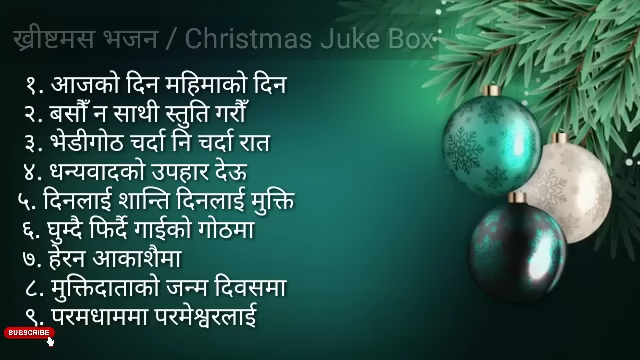 ख्रीष्टमस भजन / Christmas Juke Box
१. आजको दिन महिमाको दिन
२. बसौँ न साथी स्तुति गरौँ
३. भेडीगोठ चर्दा नि चर्दा रात
४. धन्यवादको उपहार देऊ
५. दिनलाई शान्ति दिनलाई मुक्ति
६. घुम्दै फिर्दै गाईको गोठमा
७. हेरन आकाशैमा
८. मुक्तिदाताको जन्म दिवसमा
९. परमधाममा परमेश्वरलाई
SUBSCRIBE